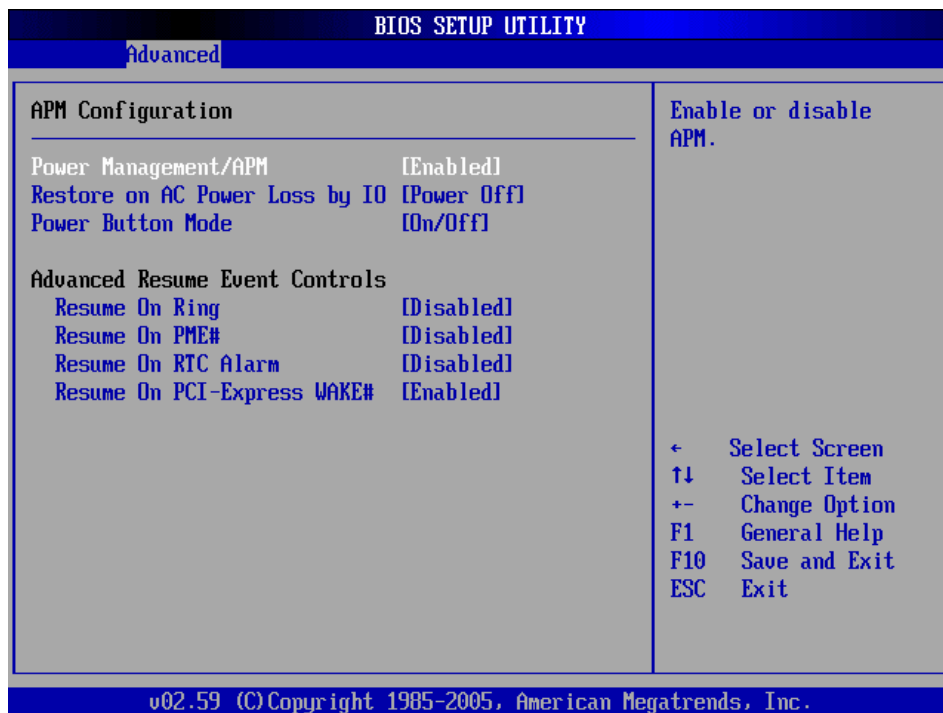 BIOS SETUP UTILITY
Advanced
APM Configuration
Power Management/APM [Enabled]
Restore on AC Power Loss by IO [Power Off]
Power Button Mode [On/Off]
Advanced Resume Event Controls
Resume On Ring [Disabled]
Resume On PME# [Disabled]
Resume On RTC Alarm [Disabled]
Resume On PCI-Express WAKE# [Enabled]
Enable or disable
APM.
← Select Screen
↑↓ Select Item
+- Change Option
F1 General Help
F10 Save and Exit
ESC Exit
v02.59 (C)Copyright 1985-2005, American Megatrends, Inc.